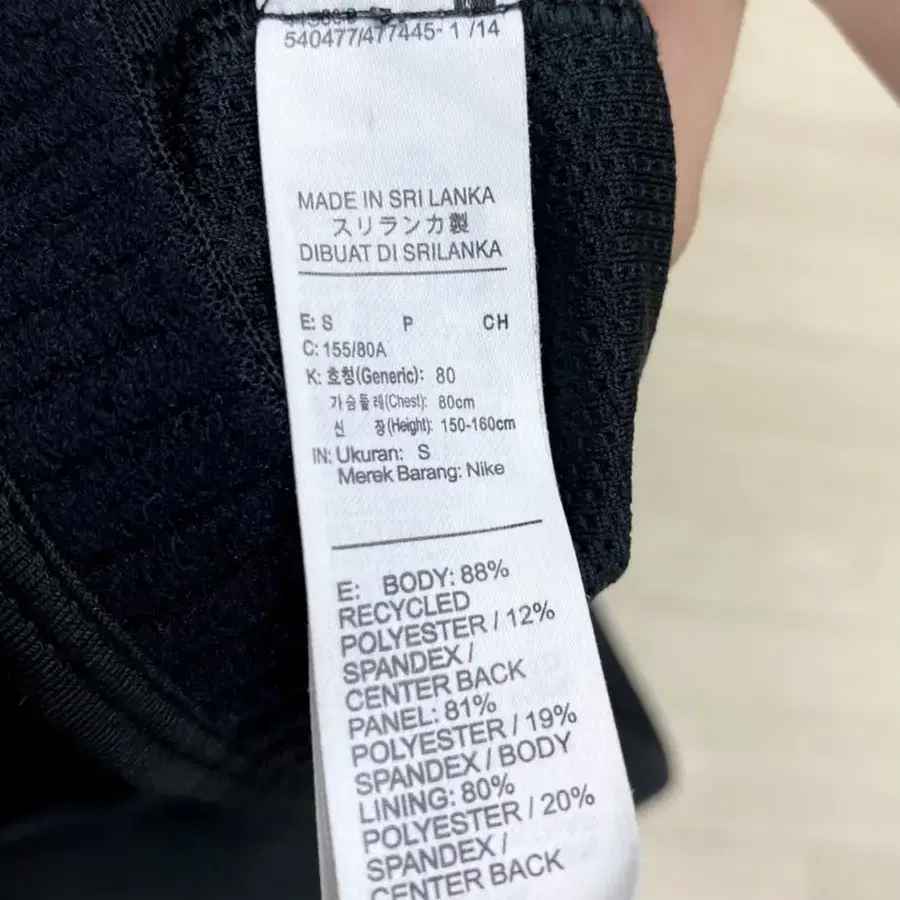 540477/477445- 1 /14
MADE IN SRI LANKA
スリランカ製
DIBUAT DI SRILANKA
E: S P CH
C: 155/80A
K: 호칭(Generic): 80
가슴둘레(Chest): 80cm
신 장(Height): 150-160cm
IN: Ukuran: S
Merek Barang: Nike
E: BODY: 88%
RECYCLED
POLYESTER / 12%
SPANDEX /
CENTER BACK
PANEL: 81%
POLYESTER / 19%
SPANDEX / BODY
LINING: 80%
POLYESTER / 20%
SPANDEX /
CENTER BACK